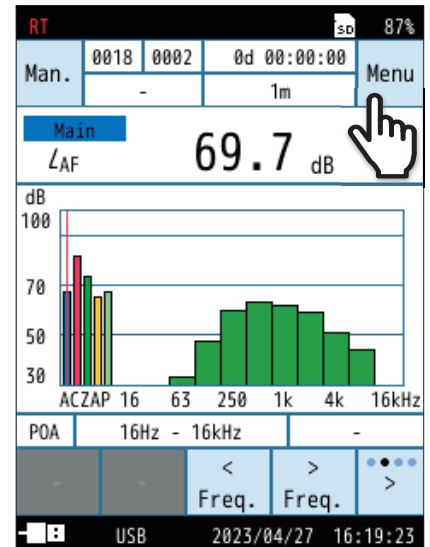 RT SD 87%
Man. 0018 0002 0d 00:00:00 Menu
- 1m
Main
LAF 69.7 dB
dB
100
70
50
30
ACZAP 16 63 250 1k 4k 16kHz
POA 16Hz - 16kHz -
- - < > >
Freq. Freq.
USB 2023/04/27 16:19:23